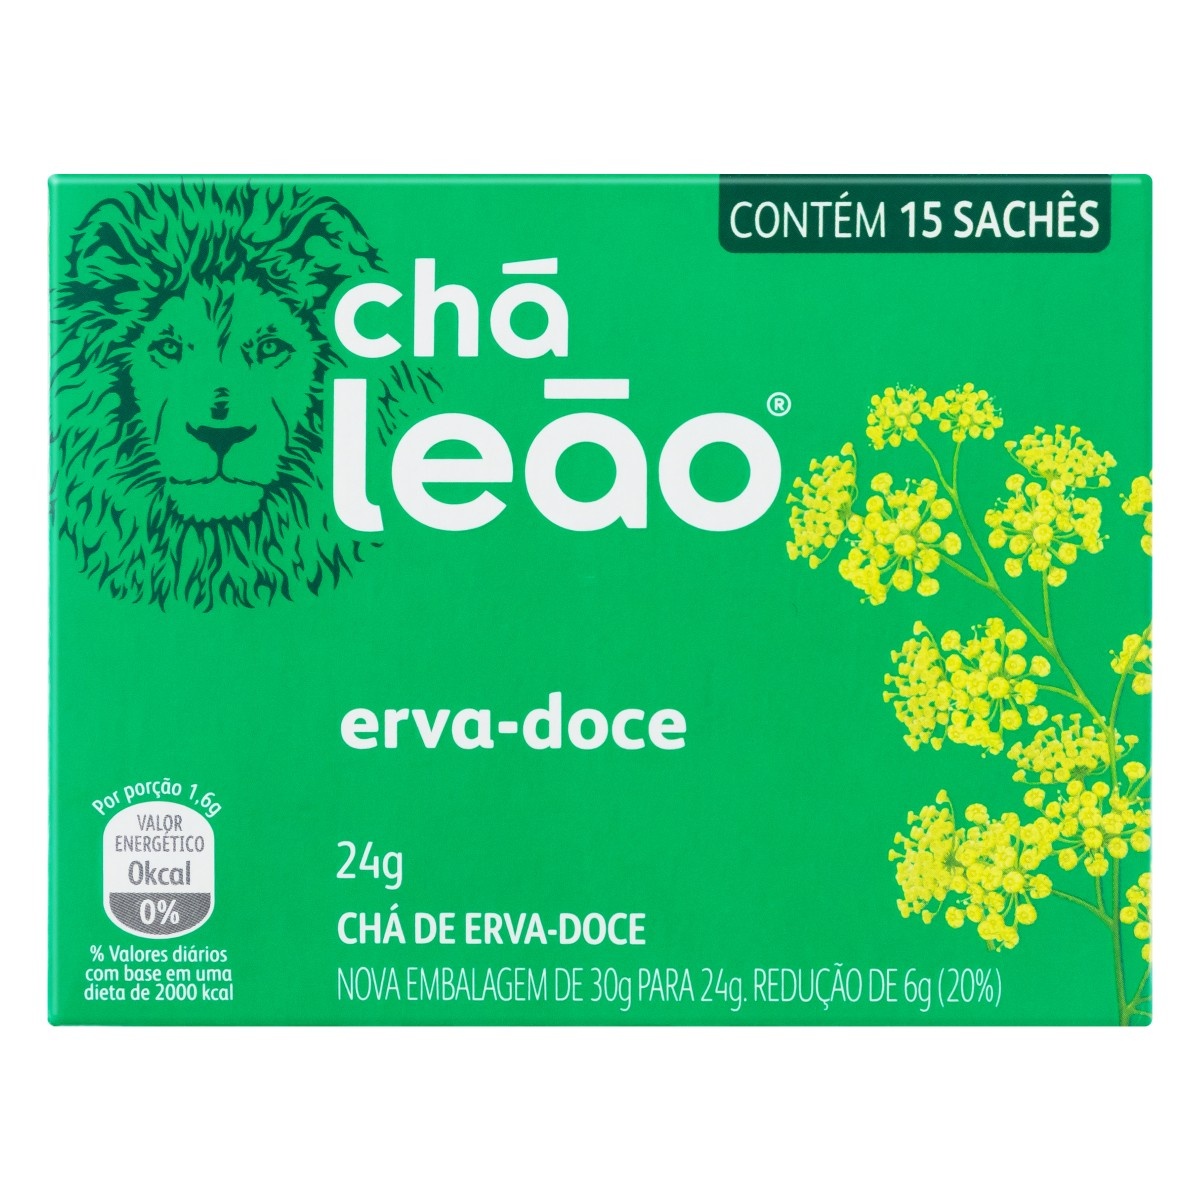 CONTÉM 15 SACHÊS
chá
leão®
erva-doce
Por porção 1,6g
VALOR
ENERGÉTICO
0kcal
0%
% Valores diários
com base em uma
dieta de 2000 kcal
24g
CHÁ DE ERVA-DOCE
NOVA EMBALAGEM DE 30g PARA 24g. REDUÇÃO DE 6g (20%)